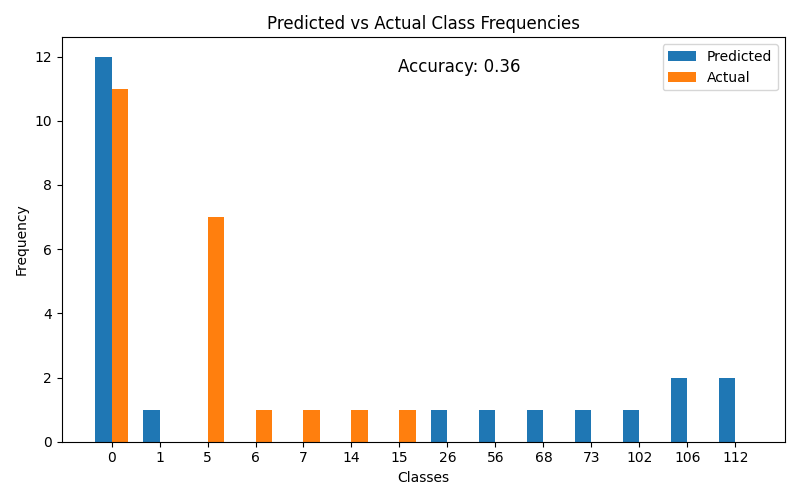 Predicted vs Actual Class Frequencies
Accuracy: 0.36
Predicted
Actual
Frequency
12
10
8
6
4
2
0
0 1 5 6 7 14 15 26 56 68 73 102 106 112
Classes